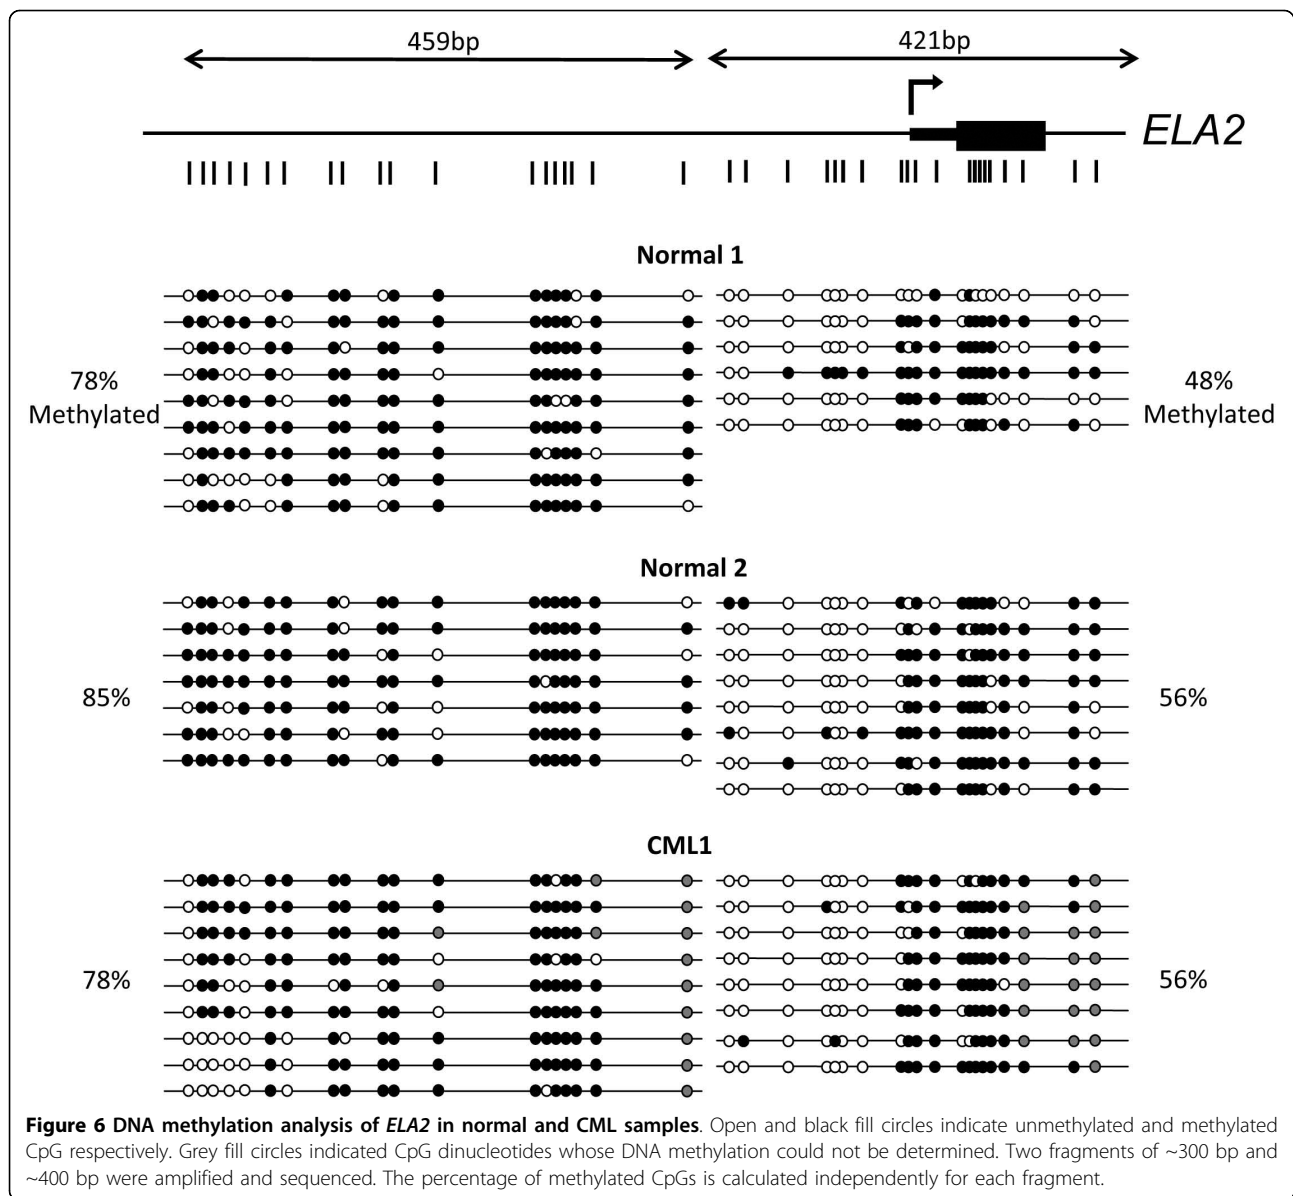 459bp
421bp
ELA2
Normal 1
78%
Methylated
48%
Methylated
Normal 2
85%
56%
CML1
78%
56%
Figure 6 DNA methylation analysis of ELA2 in normal and CML samples. Open and black fill circles indicate unmethylated and methylated
CpG respectively. Grey fill circles indicated CpG dinucleotides whose DNA methylation could not be determined. Two fragments of ~300 bp and
~400 bp were amplified and sequenced. The percentage of methylated CpGs is calculated independently for each fragment.